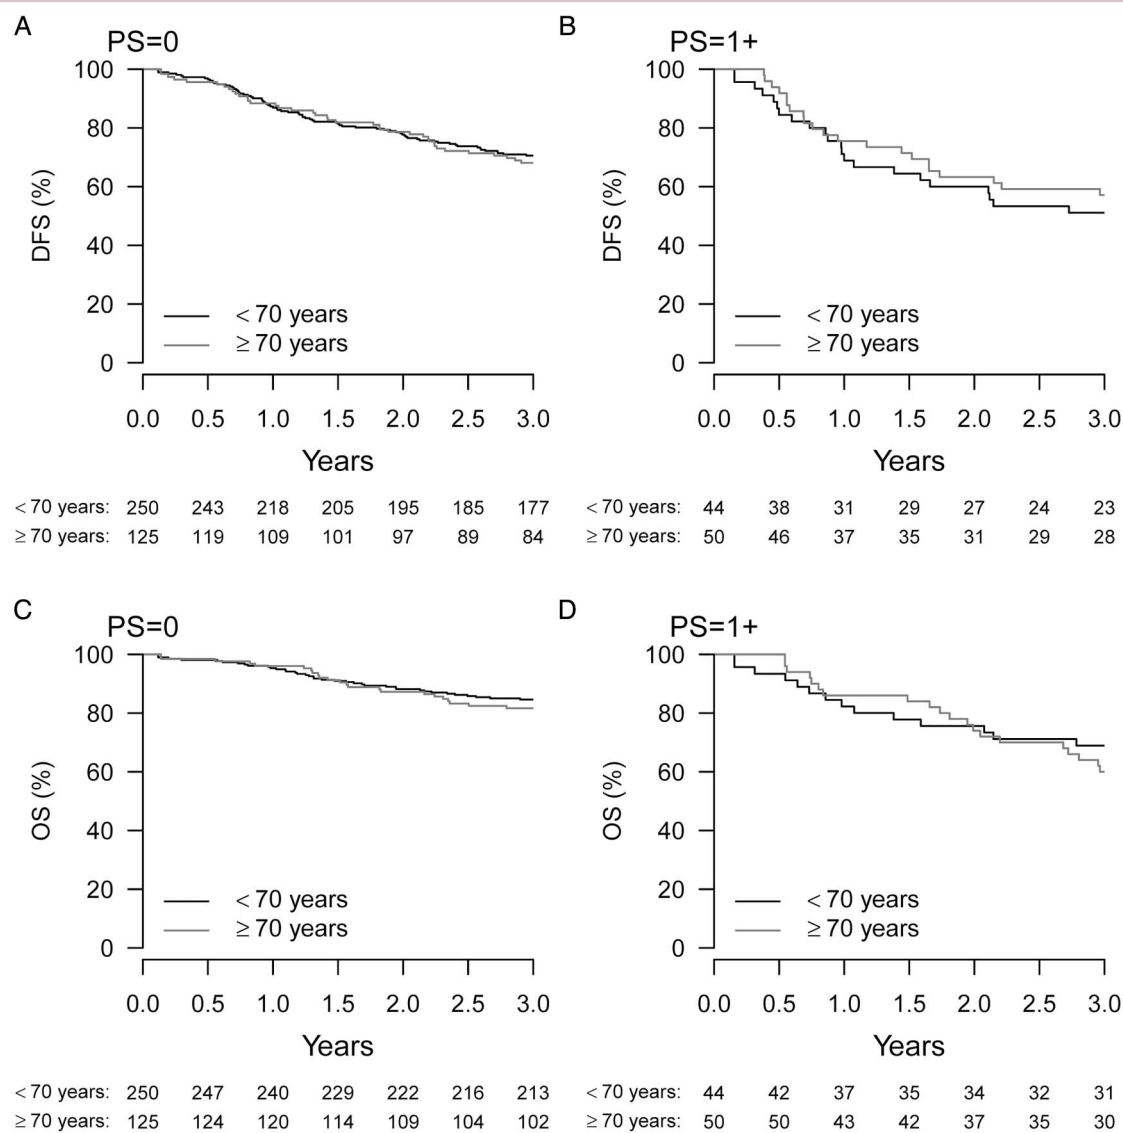 A
PS=0
100
80
60
40
20
0
DFS (%)
< 70 years
≥ 70 years
0.0 0.5 1.0 1.5 2.0 2.5 3.0
Years
< 70 years: 250 243 218 205 195 185 177
≥ 70 years: 125 119 109 101 97 89 84
B
PS=1+
100
80
60
40
20
0
DFS (%)
< 70 years
≥ 70 years
0.0 0.5 1.0 1.5 2.0 2.5 3.0
Years
< 70 years: 44 38 31 29 27 24 23
≥ 70 years: 50 46 37 35 31 29 28
C
PS=0
100
80
60
40
20
0
OS (%)
< 70 years
≥ 70 years
0.0 0.5 1.0 1.5 2.0 2.5 3.0
Years
< 70 years: 250 247 240 229 222 216 213
≥ 70 years: 125 124 120 114 109 104 102
D
PS=1+
100
80
60
40
20
0
OS (%)
< 70 years
≥ 70 years
0.0 0.5 1.0 1.5 2.0 2.5 3.0
Years
< 70 years: 44 42 37 35 34 32 31
≥ 70 years: 50 50 43 42 37 35 30